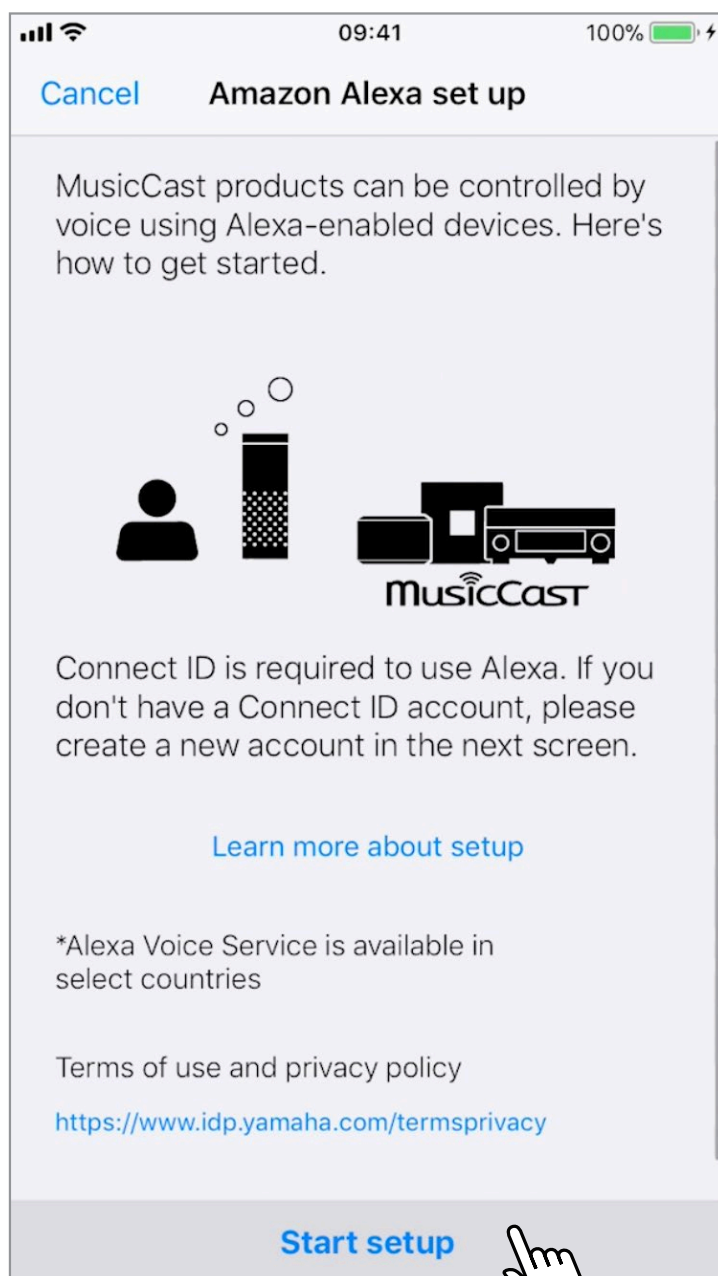 09:41
100%
Cancel
Amazon Alexa set up
MusicCast products can be controlled by
voice using Alexa-enabled devices. Here's
how to get started.
MusicCast
Connect ID is required to use Alexa. If you
don't have a Connect ID account, please
create a new account in the next screen.
Learn more about setup
*Alexa Voice Service is available in
select countries
Terms of use and privacy policy
https://www.idp.yamaha.com/termsprivacy
Start setup